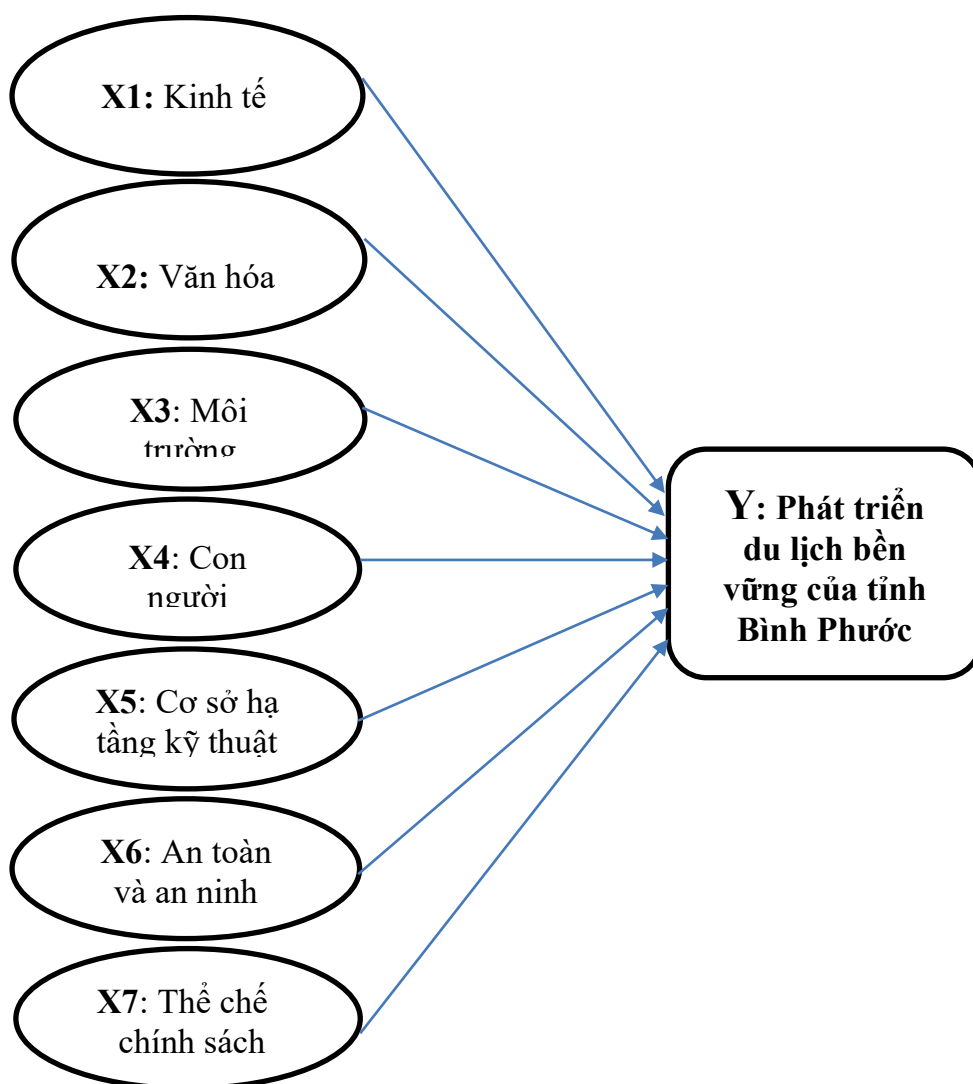 X1: Kinh tế
X2: Văn hóa
X3: Môi
trường
X4: Con
người
X5: Cơ sở hạ
tầng kỹ thuật
X6: An toàn
và an ninh
X7: Thể chế
chính sách
Y: Phát triển
du lịch bền
vững của tỉnh
Bình Phước